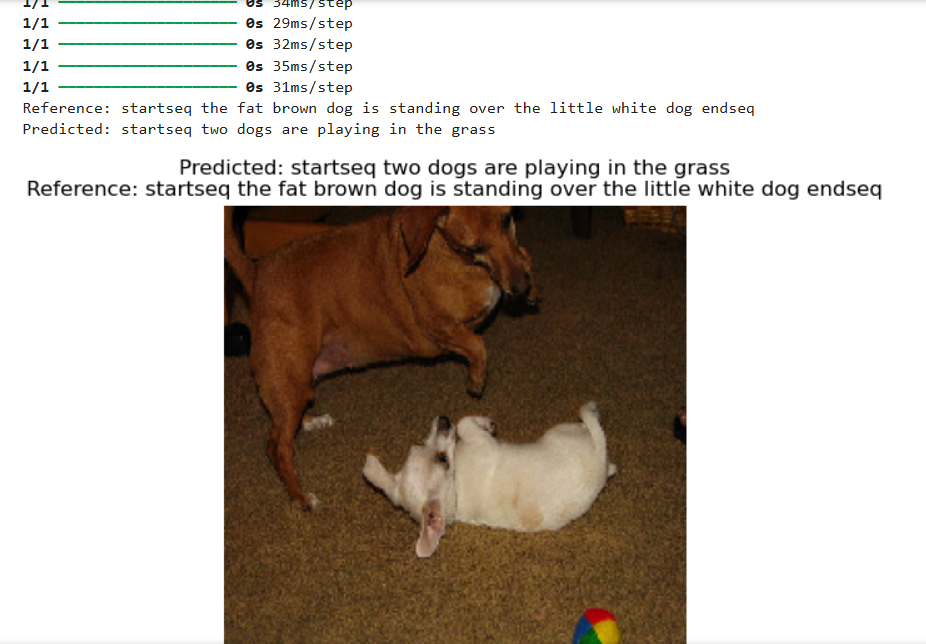 1/1 ━━━━━━━━━━━━━━━━━━━━ 0s 34ms/step
1/1 ━━━━━━━━━━━━━━━━━━━━ 0s 29ms/step
1/1 ━━━━━━━━━━━━━━━━━━━━ 0s 32ms/step
1/1 ━━━━━━━━━━━━━━━━━━━━ 0s 35ms/step
1/1 ━━━━━━━━━━━━━━━━━━━━ 0s 31ms/step
Reference: startseq the fat brown dog is standing over the little white dog endseq
Predicted: startseq two dogs are playing in the grass
Predicted: startseq two dogs are playing in the grass
Reference: startseq the fat brown dog is standing over the little white dog endseq